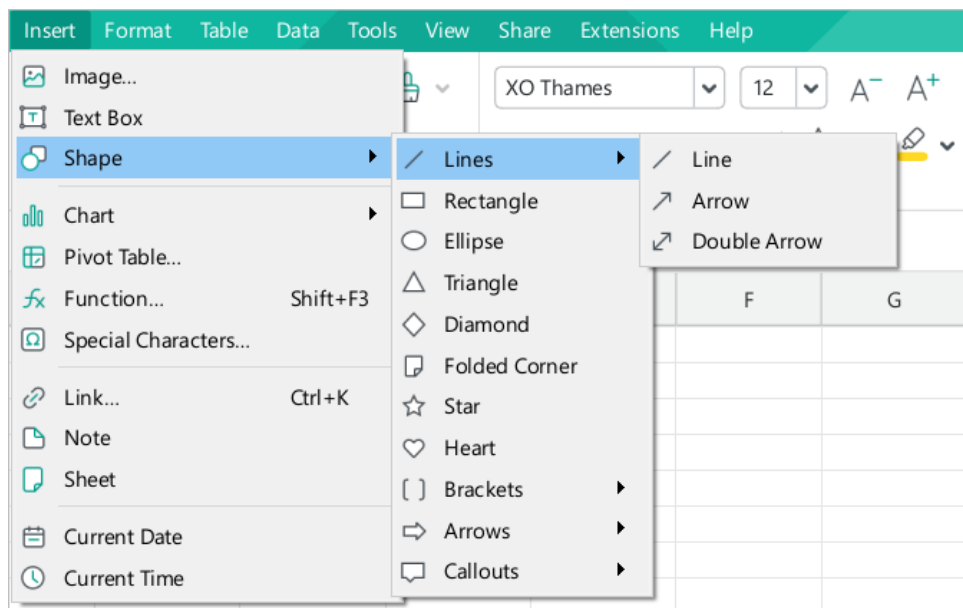 Insert Format Table Data Tools View Share Extensions Help
Image...
Text Box
Shape
Chart
Pivot Table...
Function... Shift+F3
Special Characters...
Link... Ctrl+K
Note
Sheet
Current Date
Current Time
Lines
Rectangle
Ellipse
Triangle
Diamond
Folded Corner
Star
Heart
Brackets
Arrows
Callouts
Line
Arrow
Double Arrow
XO Thames 12 A− A+
F G